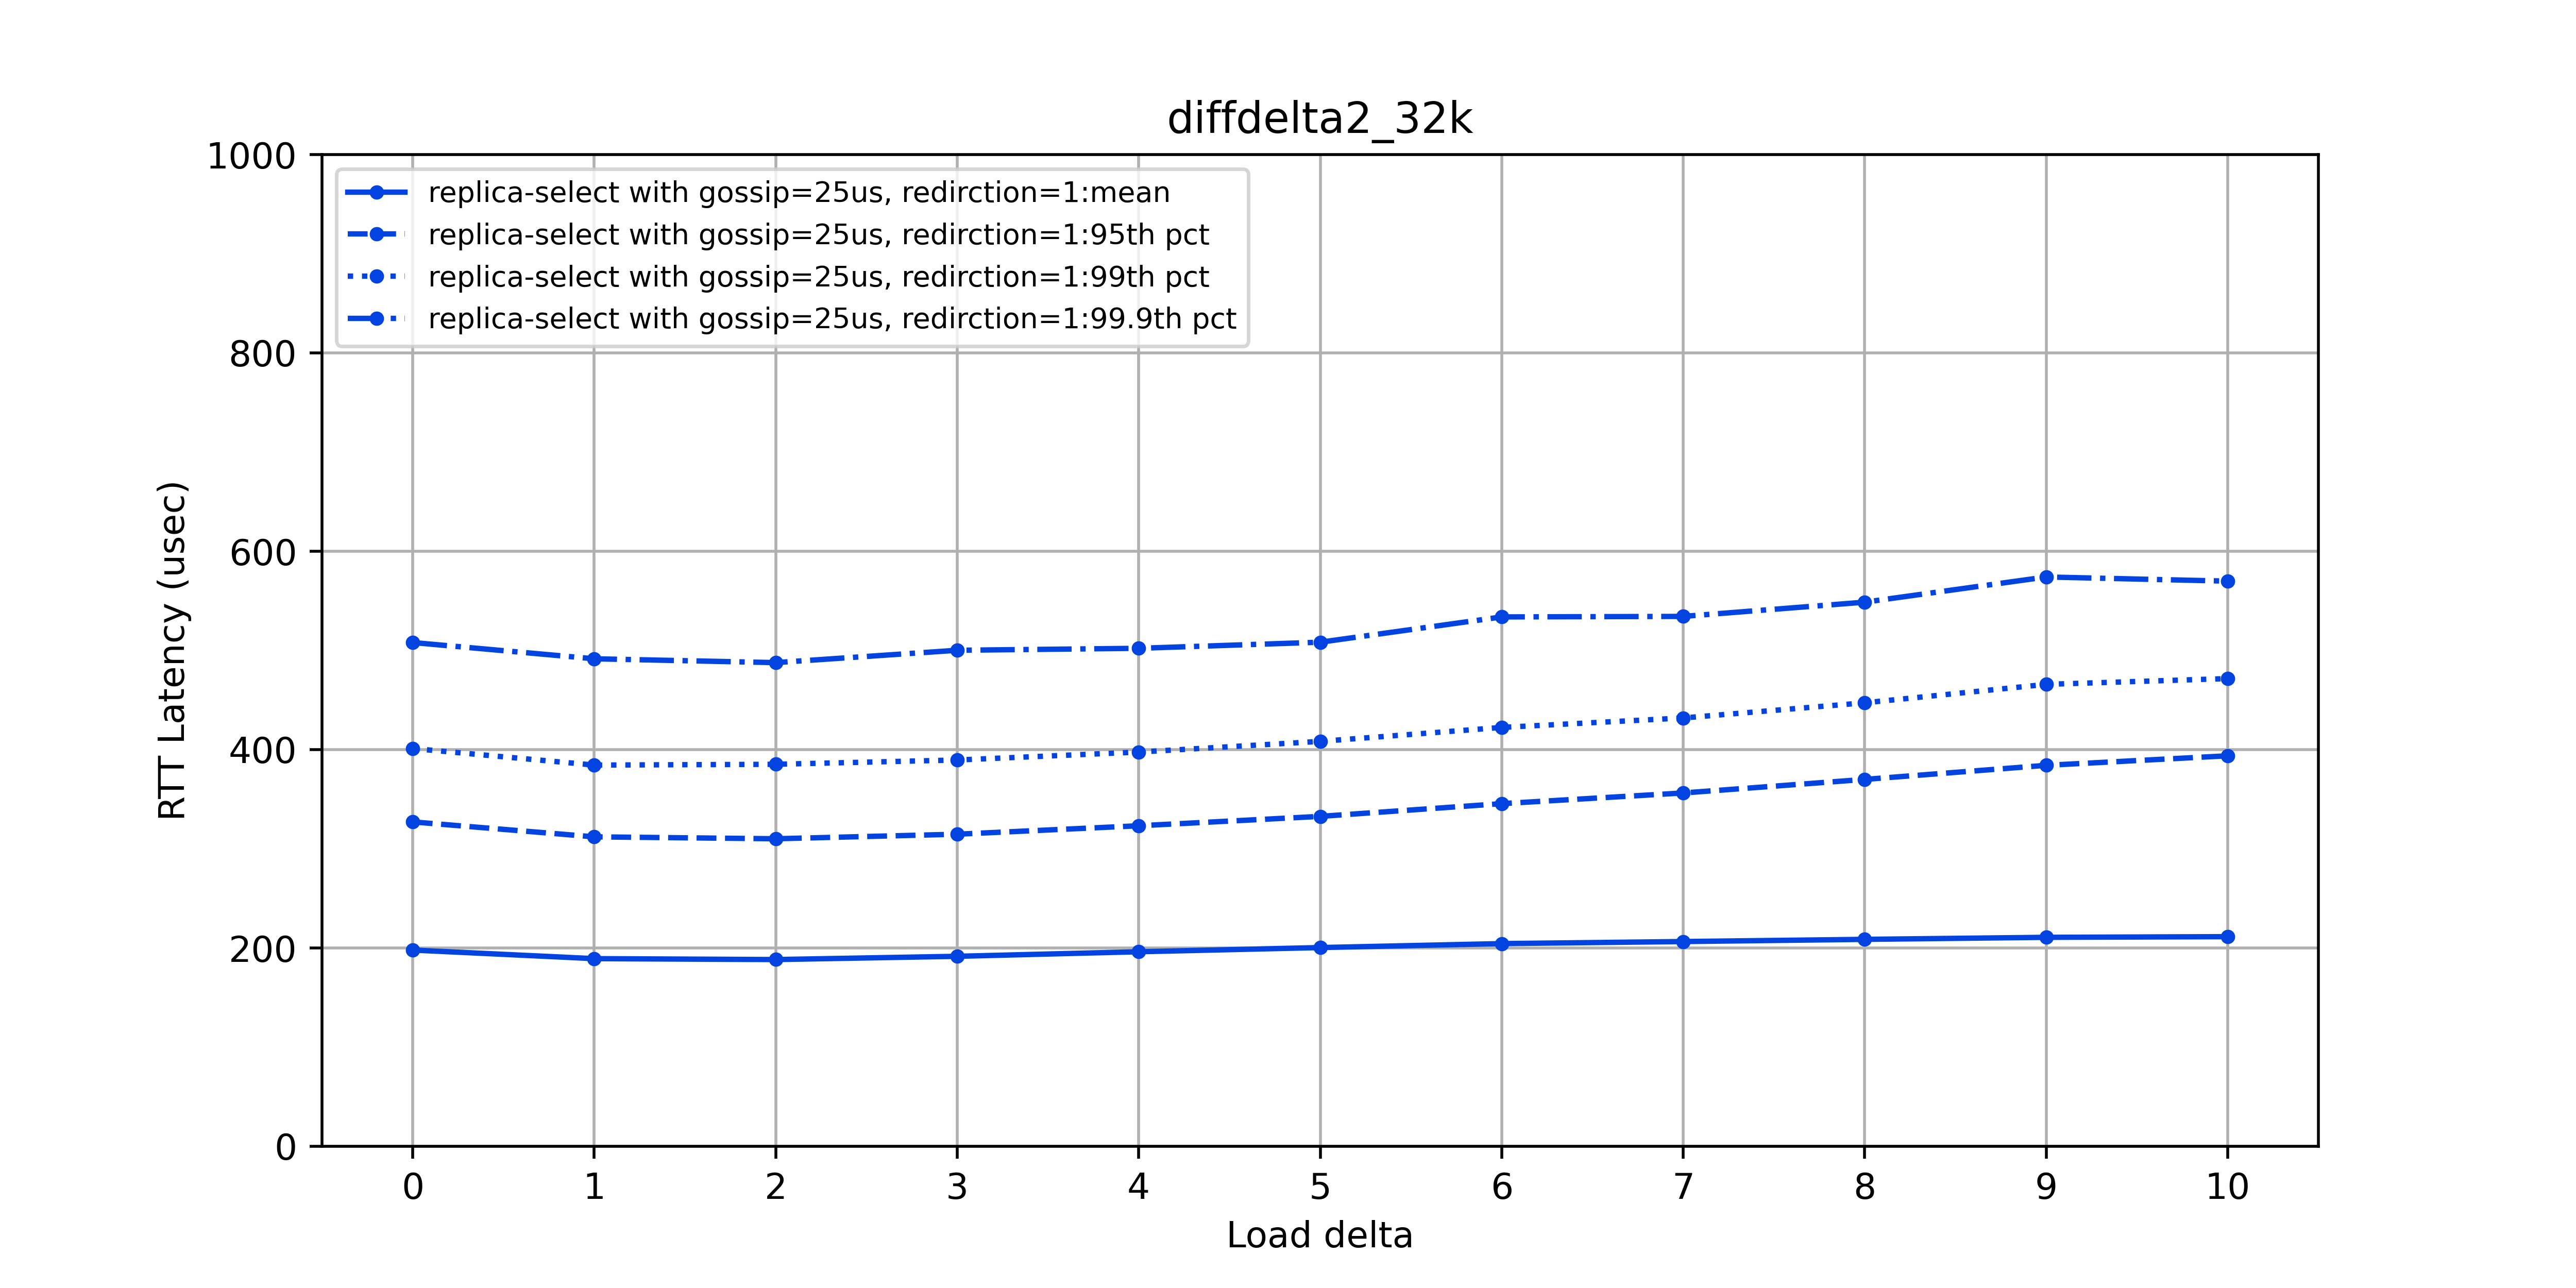 diffdelta2_32k
1000
800
600
400
200
0
RTT Latency (usec)
replica-select with gossip=25us, redirction=1:mean
replica-select with gossip=25us, redirction=1:95th pct
replica-select with gossip=25us, redirction=1:99th pct
replica-select with gossip=25us, redirction=1:99.9th pct
0 1 2 3 4 5 6 7 8 9 10
Load delta